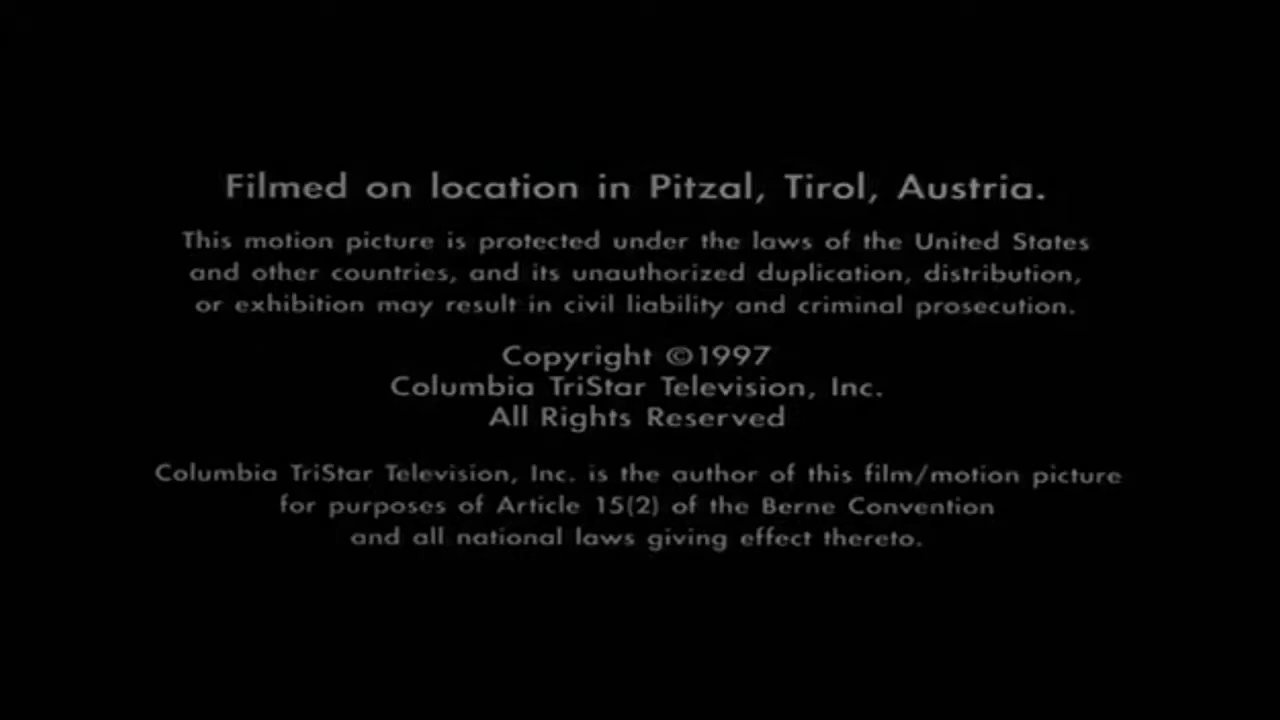 Filmed on location in Pitzal, Tirol, Austria.
This motion picture is protected under the laws of the United States
and other countries, and its unauthorized duplication, distribution,
or exhibition may result in civil liability and criminal prosecution.
Copyright ©1997
Columbia TriStar Television, Inc.
All Rights Reserved
Columbia TriStar Television, Inc. is the author of this film/motion picture
for purposes of Article 15(2) of the Berne Convention
and all national laws giving effect thereto.